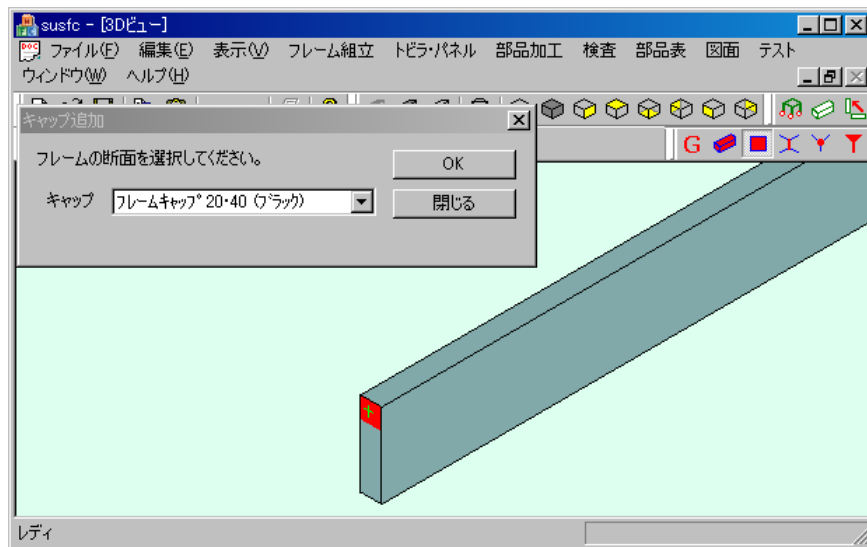 susfc - [3Dビュー]
ファイル(F) 編集(E) 表示(V) フレーム組立 トビラ・パネル 部品加工 検査 部品表 図面 テスト
ウィンドウ(W) ヘルプ(H)
キャップ追加
フレームの断面を選択してください。
OK
キャップ
フレームキャップ20・40 (ブラック)
閉じる
G
レディ